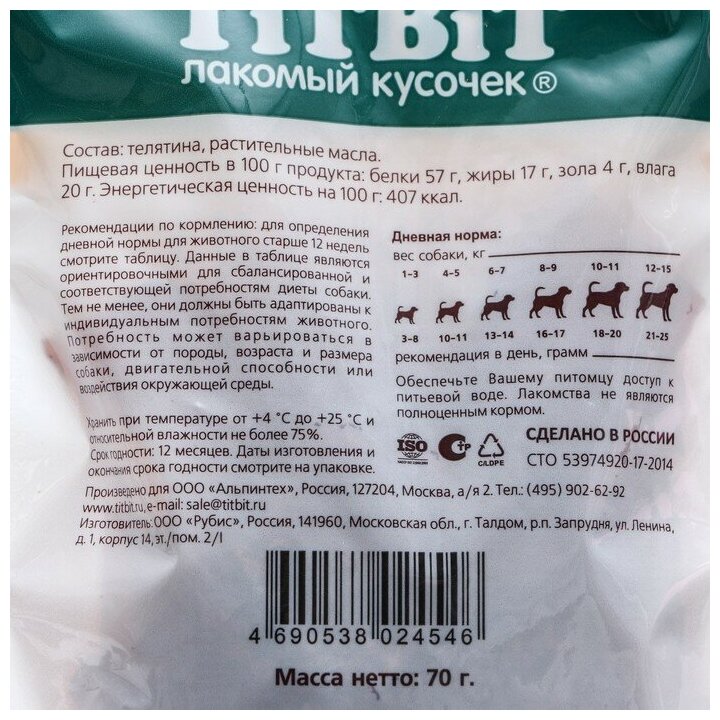 TiTBiT
лакомый кусочек®
Состав: телятина, растительные масла.
Пищевая ценность в 100 г продукта: белки 57 г, жиры 17 г, зола 4 г, влага
20 г. Энергетическая ценность на 100 г: 407 ккал.
Рекомендации по кормлению: для определения
дневной нормы для животного старше 12 недель
смотрите таблицу. Данные в таблице являются
ориентировочными для сбалансированной и
соответствующей потребностям диеты собаки.
Тем не менее, они должны быть адаптированы к
индивидуальным потребностям животного.
Потребность может варьироваться в
зависимости от породы, возраста и размера
собаки, двигательной способности или
воздействия окружающей среды.
Хранить при температуре от +4 °C до +25 °C и
относительной влажности не более 75%.
Срок годности: 12 месяцев. Даты изготовления и
окончания срока годности смотрите на упаковке.
Дневная норма:
вес собаки, кг
1–3 4–5 6–7 8–9 10–11 12–15
3–8 10–11 13–14 16–17 18–20 21–25
рекомендация в день, грамм
Обеспечьте Вашему питомцу доступ к
питьевой воде. Лакомства не являются
полноценным кормом.
ISO
C/LDPE
СДЕЛАНО В РОССИИ
СТО 53974920-17-2014
Произведено для ООО «Альпинтех», Россия, 127204, Москва, а/я 2. Тел.: (495) 902-62-92
www.titbit.ru, e-mail: sale@titbit.ru
Изготовитель: ООО «Рубис», Россия, 141960, Московская обл., г. Талдом, р.п. Запрудня, ул. Ленина,
д. 1, корпус 14, эт./пом. 2/I
4 690538 024546
Масса нетто: 70 г.